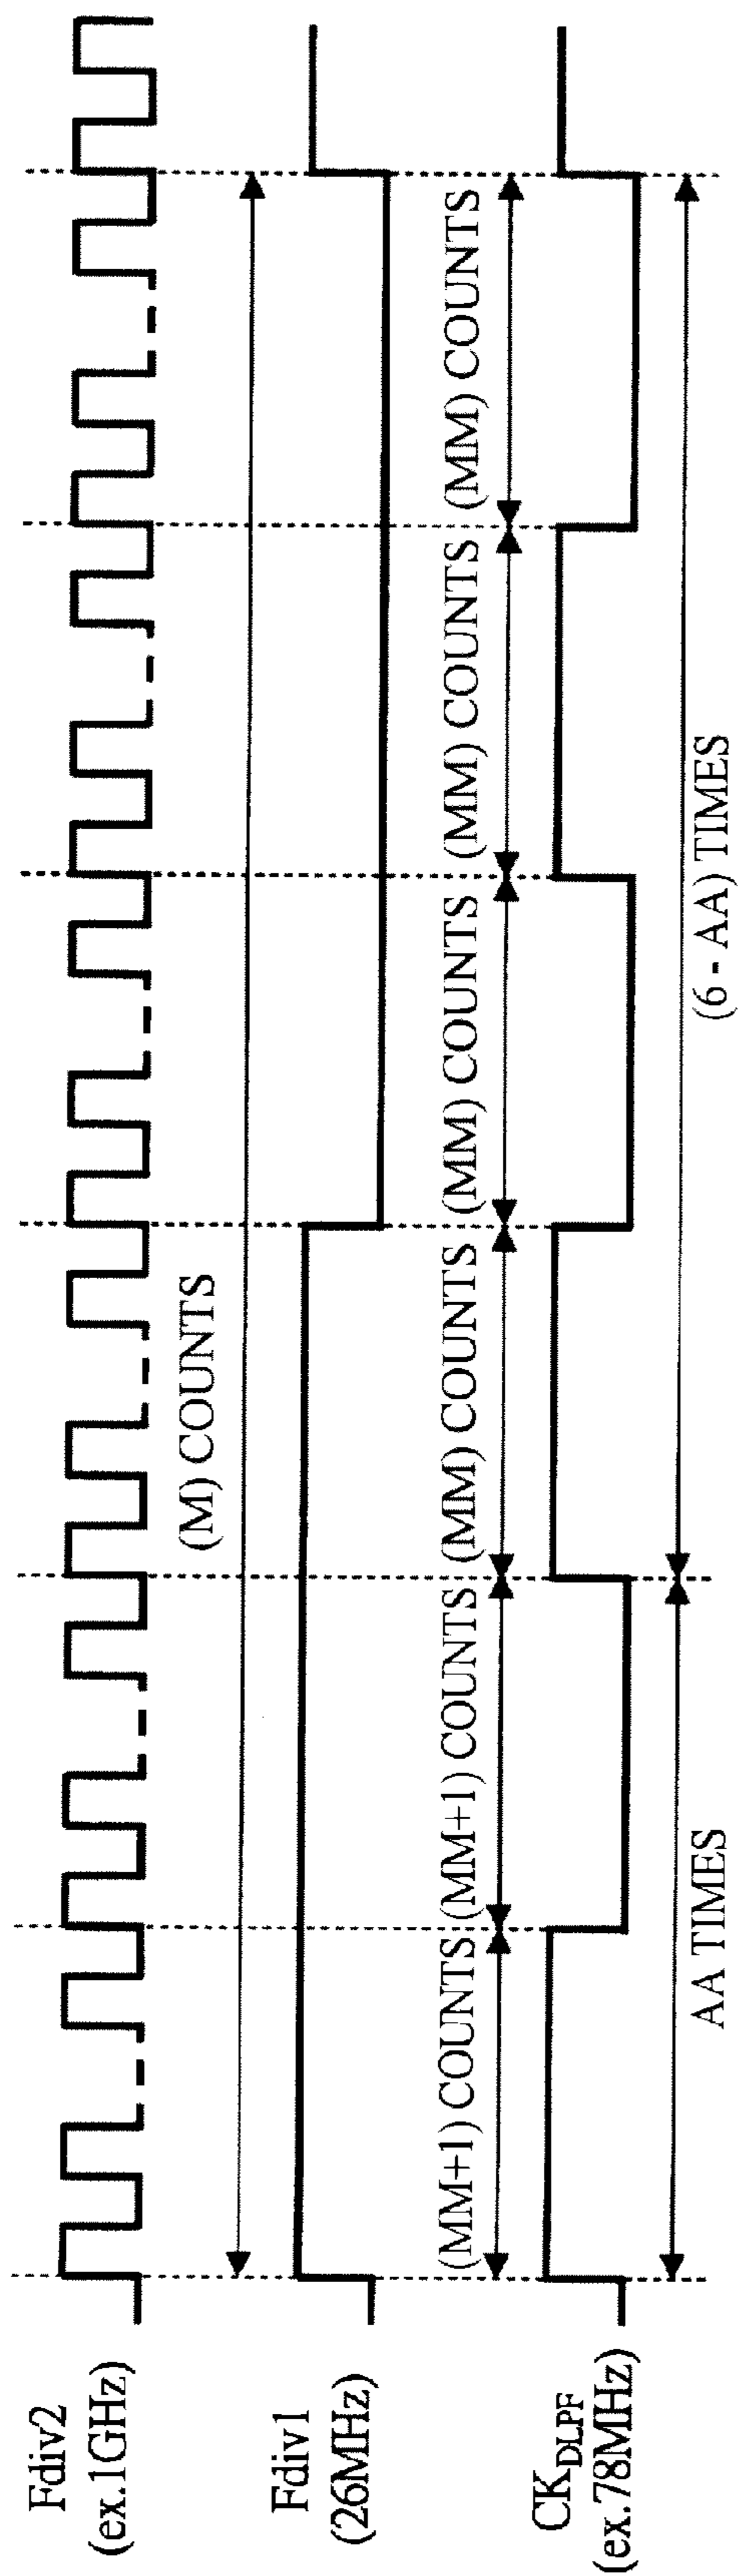 Fdiv2
(ex.1GHz)
(M) COUNTS
Fdiv1
(26MHz)
(MM+1) COUNTS (MM+1) COUNTS (MM) COUNTS (MM) COUNTS (MM) COUNTS (MM) COUNTS
CK_DLPF
(ex.78MHz)
AA TIMES
(6 - AA) TIMES